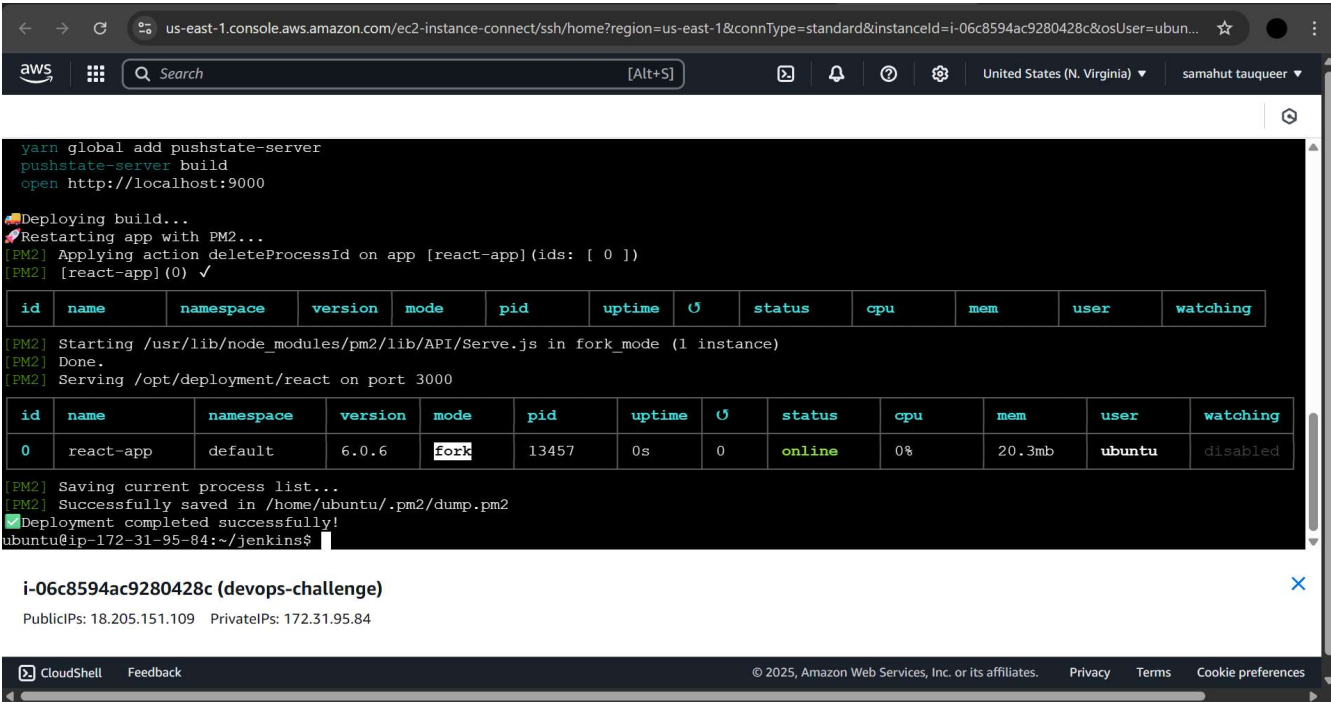 us-east-1.console.aws.amazon.com/ec2-instance-connect/ssh/home?region=us-east-1&connType=standard&instanceId=i-06c8594ac9280428c&osUser=ubun...
aws Search [Alt+S] United States (N. Virginia) ▼ samahut tauqueer ▼
yarn global add pushstate-server
pushstate-server build
open http://localhost:9000
🚚Deploying build...
🚀Restarting app with PM2...
[PM2] Applying action deleteProcessId on app [react-app](ids: [ 0 ])
[PM2] [react-app](0) ✓
id name namespace version mode pid uptime ↺ status cpu mem user watching
[PM2] Starting /usr/lib/node_modules/pm2/lib/API/Serve.js in fork_mode (1 instance)
[PM2] Done.
[PM2] Serving /opt/deployment/react on port 3000
id name namespace version mode pid uptime ↺ status cpu mem user watching
0 react-app default 6.0.6 fork 13457 0s 0 online 0% 20.3mb ubuntu disabled
[PM2] Saving current process list...
[PM2] Successfully saved in /home/ubuntu/.pm2/dump.pm2
✅Deployment completed successfully!
ubuntu@ip-172-31-95-84:~/jenkins$
i-06c8594ac9280428c (devops-challenge)
PublicIPs: 18.205.151.109 PrivateIPs: 172.31.95.84
CloudShell Feedback © 2025, Amazon Web Services, Inc. or its affiliates. Privacy Terms Cookie preferences